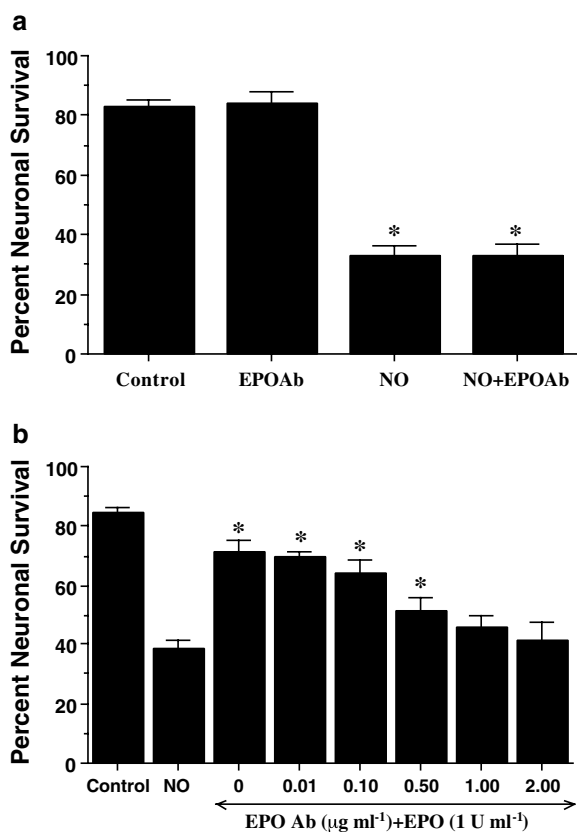 a
Percent Neuronal Survival
100
80
60
40
20
0
* *
Control EPOAb NO NO+EPOAb
b
Percent Neuronal Survival
100
80
60
40
20
0
* * * *
Control NO 0 0.01 0.10 0.50 1.00 2.00
EPO Ab (μg ml⁻¹)+EPO (1 U ml⁻¹)